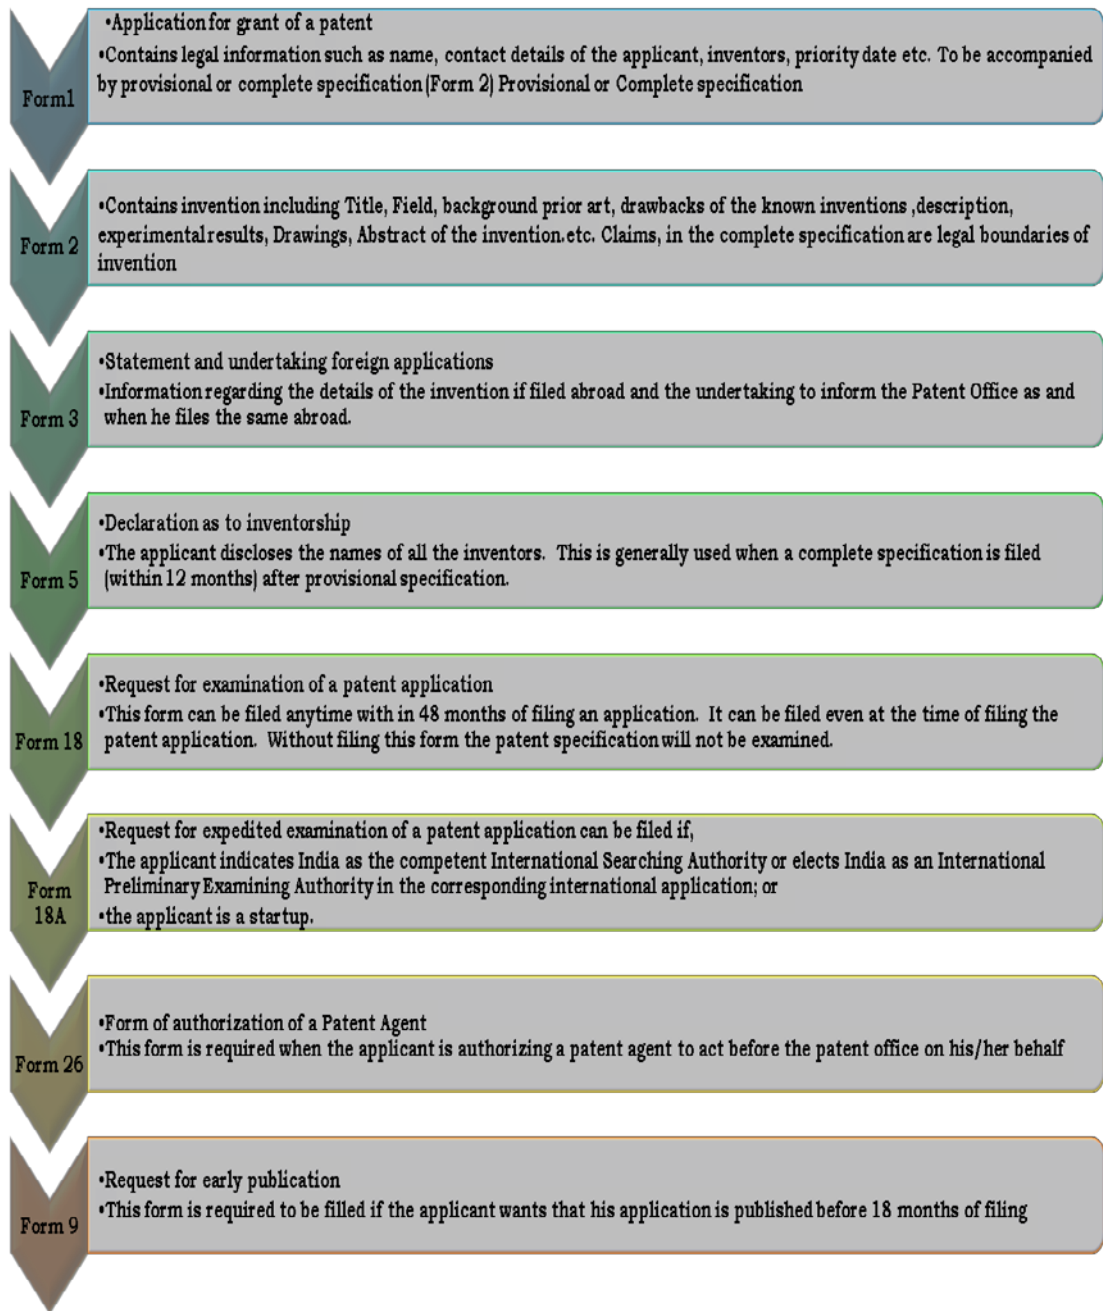 Form1
•Application for grant of a patent
•Contains legal information such as name, contact details of the applicant, inventors, priority date etc. To be accompanied
by provisional or complete specification (Form 2) Provisional or Complete specification
Form 2
•Contains invention including Title, Field, background prior art, drawbacks of the known inventions ,description,
experimental results, Drawings, Abstract of the invention.etc. Claims, in the complete specification are legal boundaries of
invention
Form 3
•Statement and undertaking foreign applications
•Information regarding the details of the invention if filed abroad and the undertaking to inform the Patent Office as and
when he files the same abroad.
Form 5
•Declaration as to inventorship
•The applicant discloses the names of all the inventors. This is generally used when a complete specification is filed
(within 12 months) after provisional specification.
Form 18
•Request for examination of a patent application
•This form can be filed anytime with in 48 months of filing an application. It can be filed even at the time of filing the
patent application. Without filing this form the patent specification will not be examined.
Form
18A
•Request for expedited examination of a patent application can be filed if,
•The applicant indicates India as the competent International Searching Authority or elects India as an International
Preliminary Examining Authority in the corresponding international application; or
•the applicant is a startup.
Form 26
•Form of authorization of a Patent Agent
•This form is required when the applicant is authorizing a patent agent to act before the patent office on his/her behalf
Form 9
•Request for early publication
•This form is required to be filled if the applicant wants that his application is published before 18 months of filing